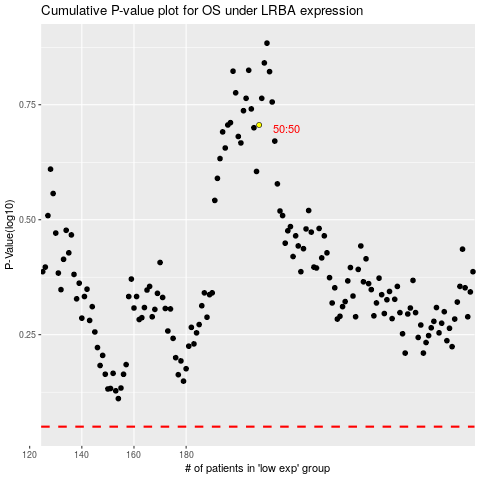 Cumulative P-value plot for OS under LRBA expression
P-Value(log10)
0.75
0.50
0.25
50:50
120 140 160 180
# of patients in 'low exp' group